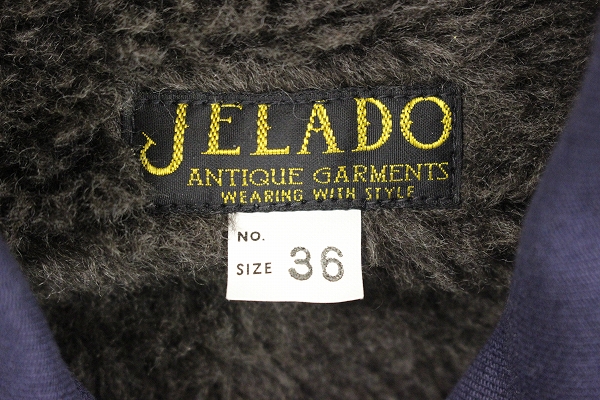 JELADO
ANTIQUE GARMENTS
WEARING WITH STYLE
NO.
SIZE 36